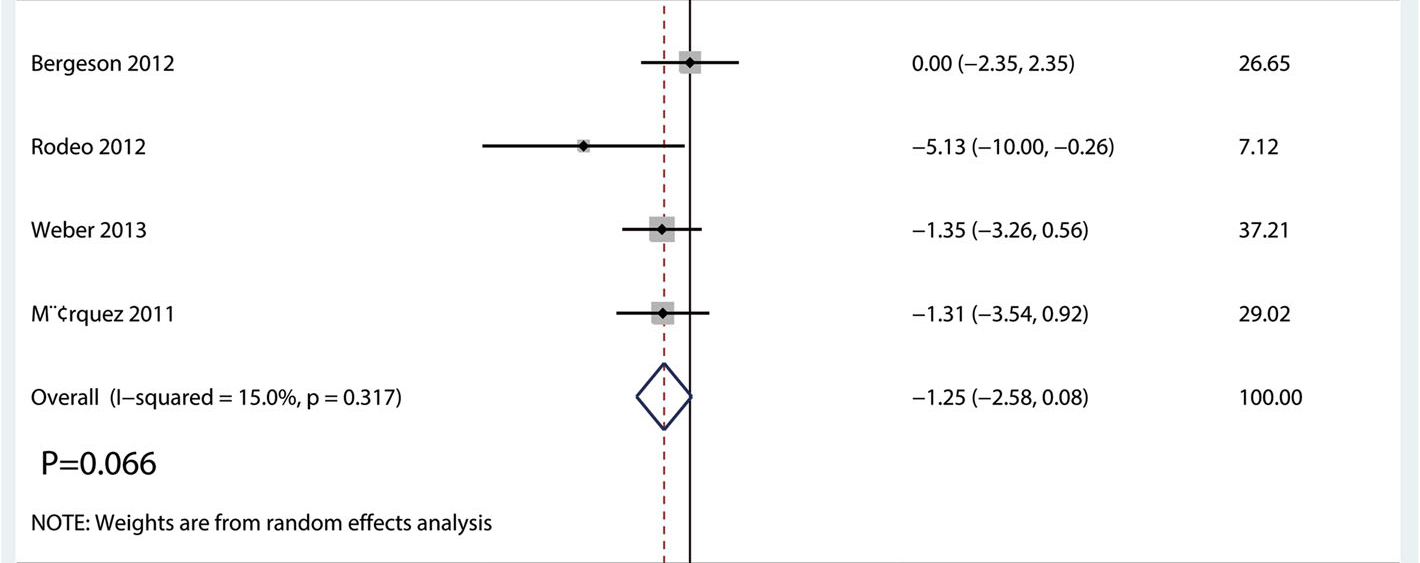 Bergeson 2012 0.00 (−2.35, 2.35) 26.65
Rodeo 2012 −5.13 (−10.00, −0.26) 7.12
Weber 2013 −1.35 (−3.26, 0.56) 37.21
M¨¢rquez 2011 −1.31 (−3.54, 0.92) 29.02
Overall (I−squared = 15.0%, p = 0.317) −1.25 (−2.58, 0.08) 100.00
P=0.066
NOTE: Weights are from random effects analysis